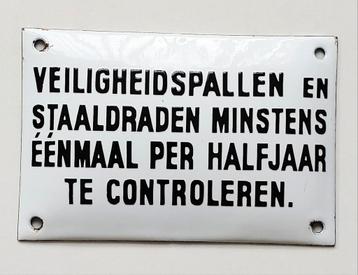 VEILIGHEIDSPALLEN EN
STAALDRADEN MINSTENS
ÉÉNMAAL PER HALFJAAR
TE CONTROLEREN.